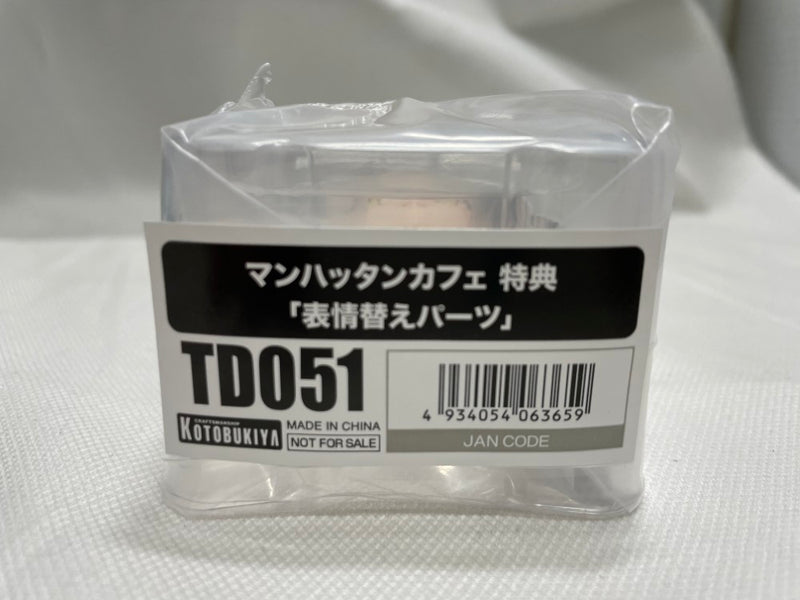 マンハッタンカフェ 特典
「表情替えパーツ」
TD051
CRAFTSMANSHIP
KOTOBUKIYA
MADE IN CHINA
NOT FOR SALE
4 934054 063659
JAN CODE